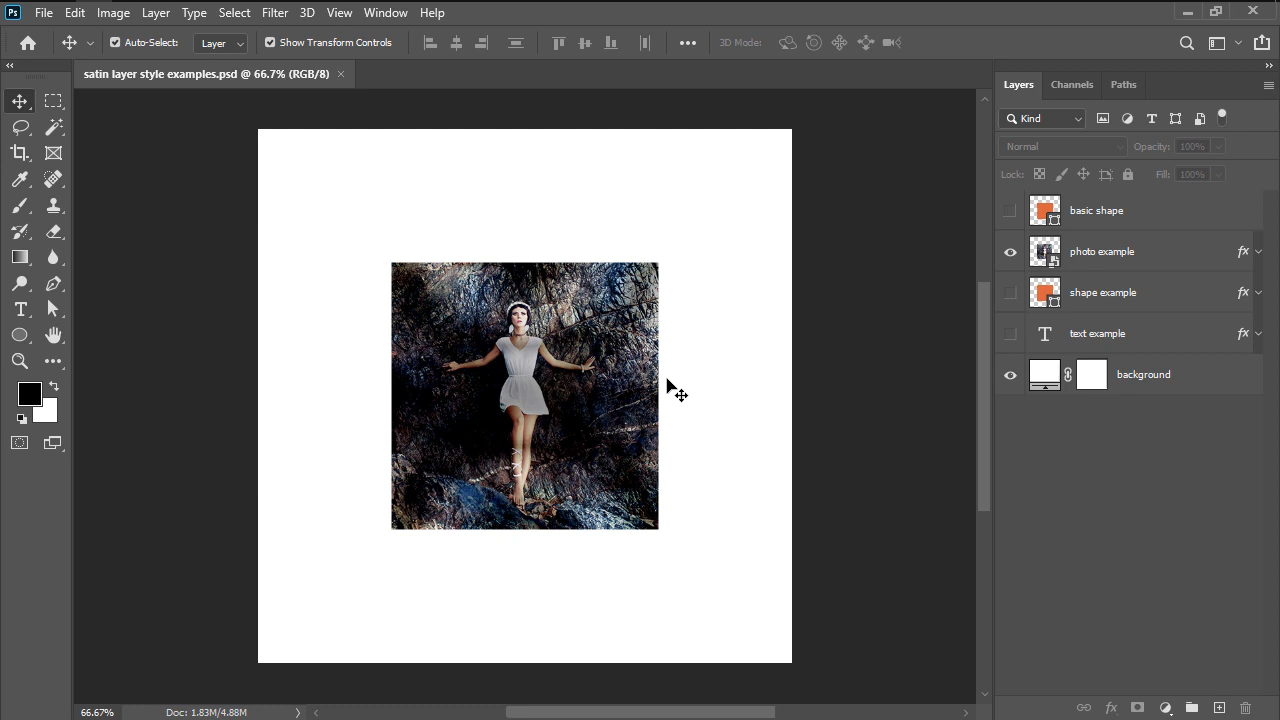 Ps File Edit Image Layer Type Select Filter 3D View Window Help
Auto-Select: Layer Show Transform Controls 3D Mode:
satin layer style examples.psd @ 66.7% (RGB/8)
Layers Channels Paths
Kind
Normal Opacity: 100%
Lock: Fill: 100%
basic shape
photo example fx
shape example fx
text example fx
background
66.67% Doc: 1.83M/4.88M